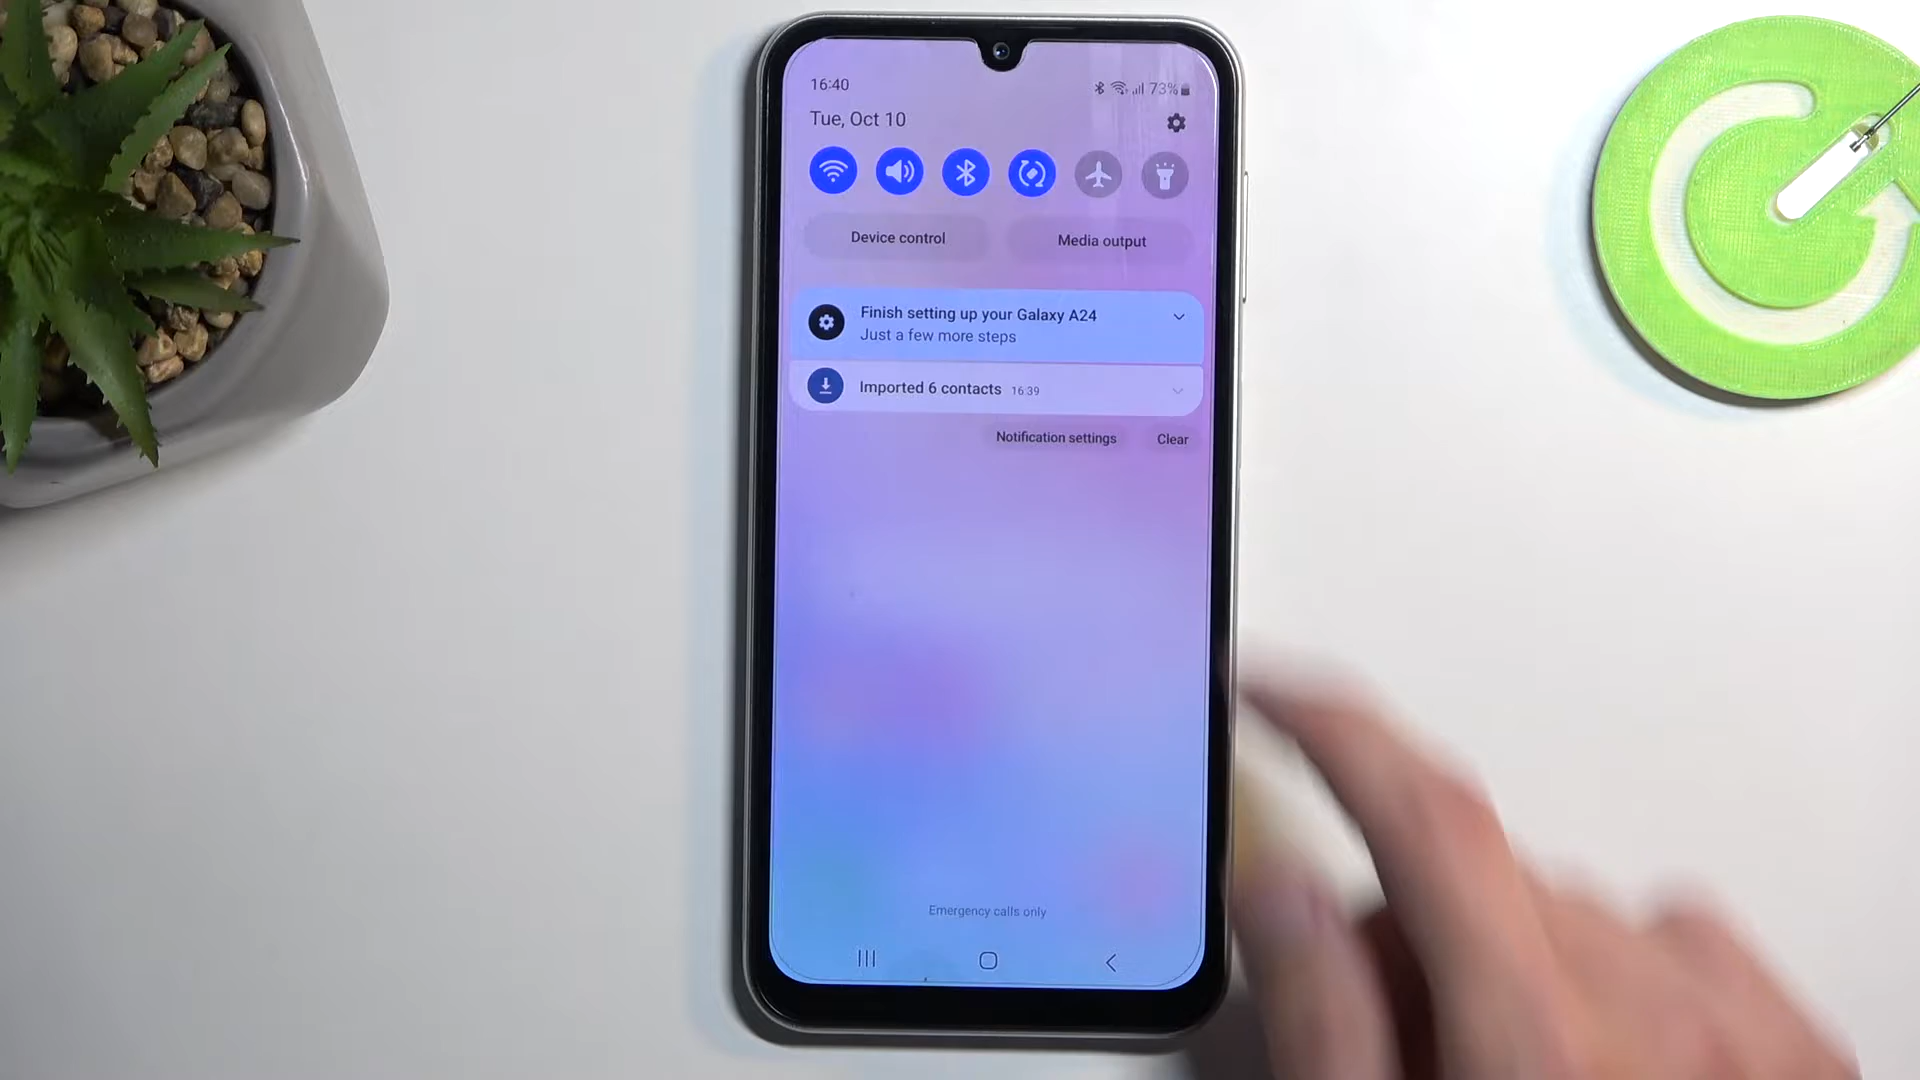 16:40
73%
Tue, Oct 10
Device control
Media output
Finish setting up your Galaxy A24
Just a few more steps
Imported 6 contacts 16:39
Notification settings
Clear
Emergency calls only